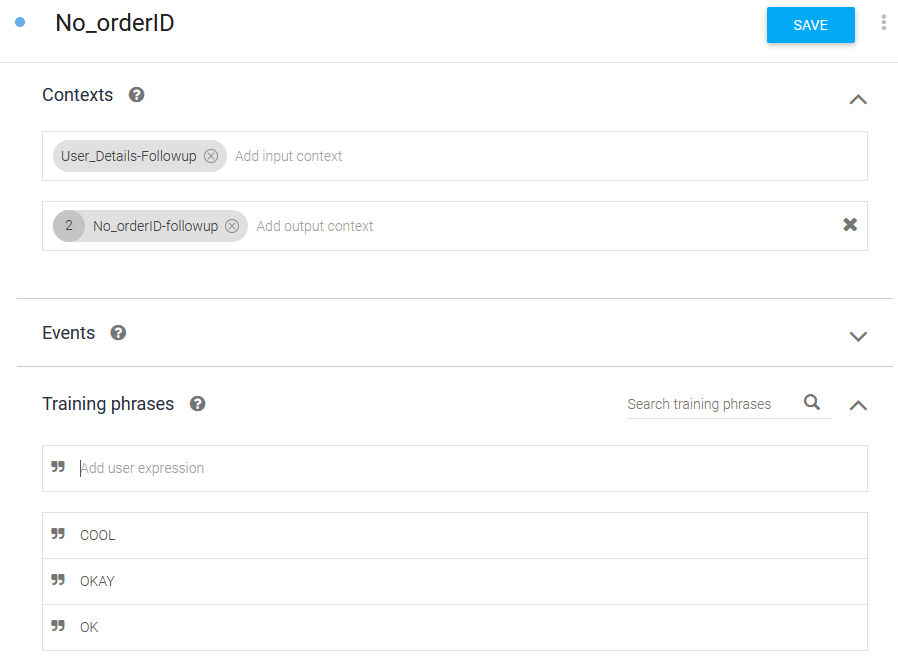 No_orderID
SAVE
Contexts
User_Details-Followup Add input context
2 No_orderID-followup Add output context
Events
Training phrases Search training phrases
Add user expression
COOL
OKAY
OK